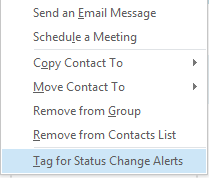 Send an Email Message
Schedule a Meeting
Copy Contact To
Move Contact To
Remove from Group
Remove from Contacts List
Tag for Status Change Alerts